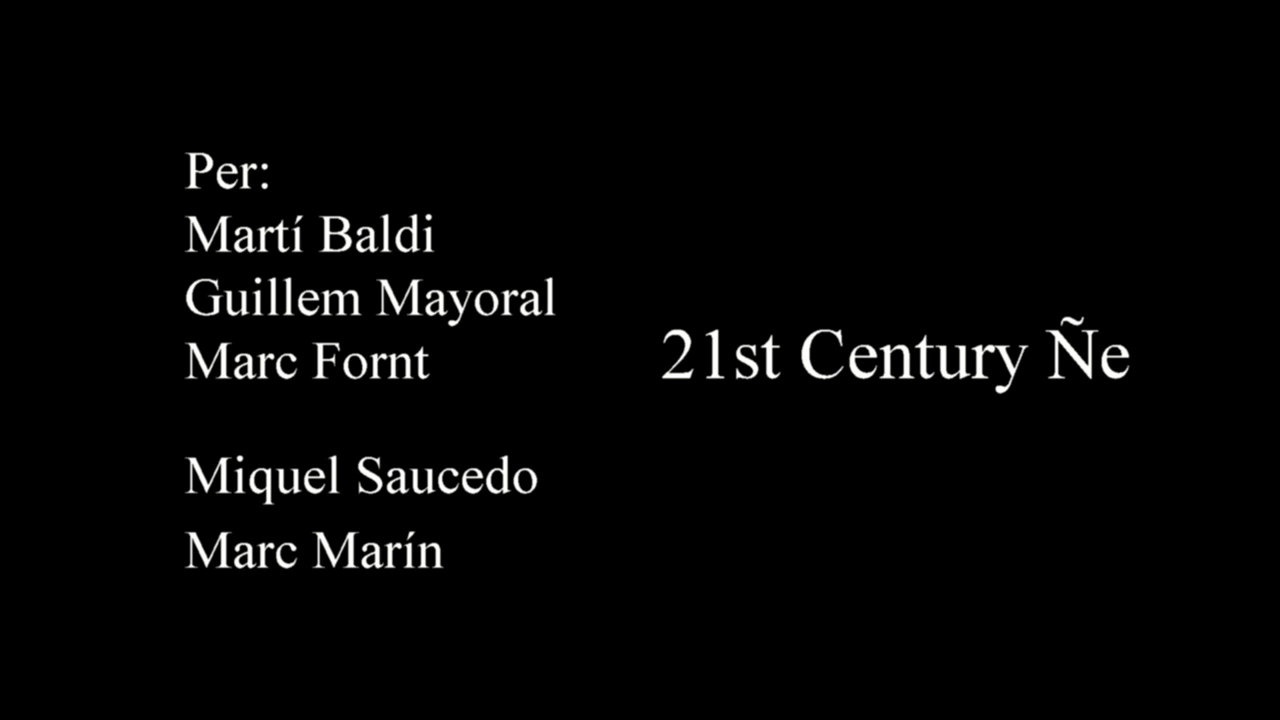 Per:
Martí Baldi
Guillem Mayoral
Marc Fornt
Miquel Saucedo
Marc Marín
21st Century Ñe